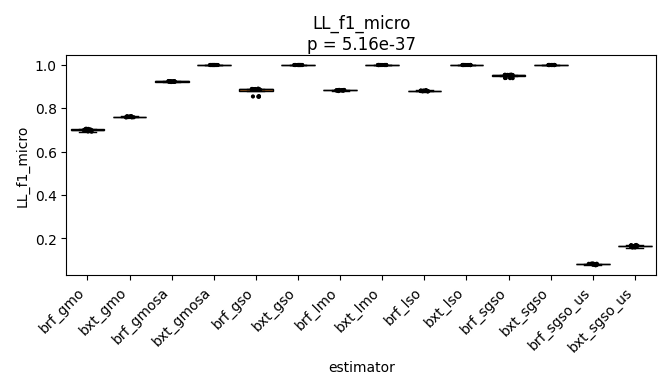 LL_f1_micro
p = 5.16e-37
LL_f1_micro
1.0
0.8
0.6
0.4
0.2
brf_gmo
bxt_gmo
brf_gmosa
bxt_gmosa
brf_gso
bxt_gso
brf_lmo
bxt_lmo
brf_lso
bxt_lso
brf_sgso
bxt_sgso
brf_sgso_us
bxt_sgso_us
estimator